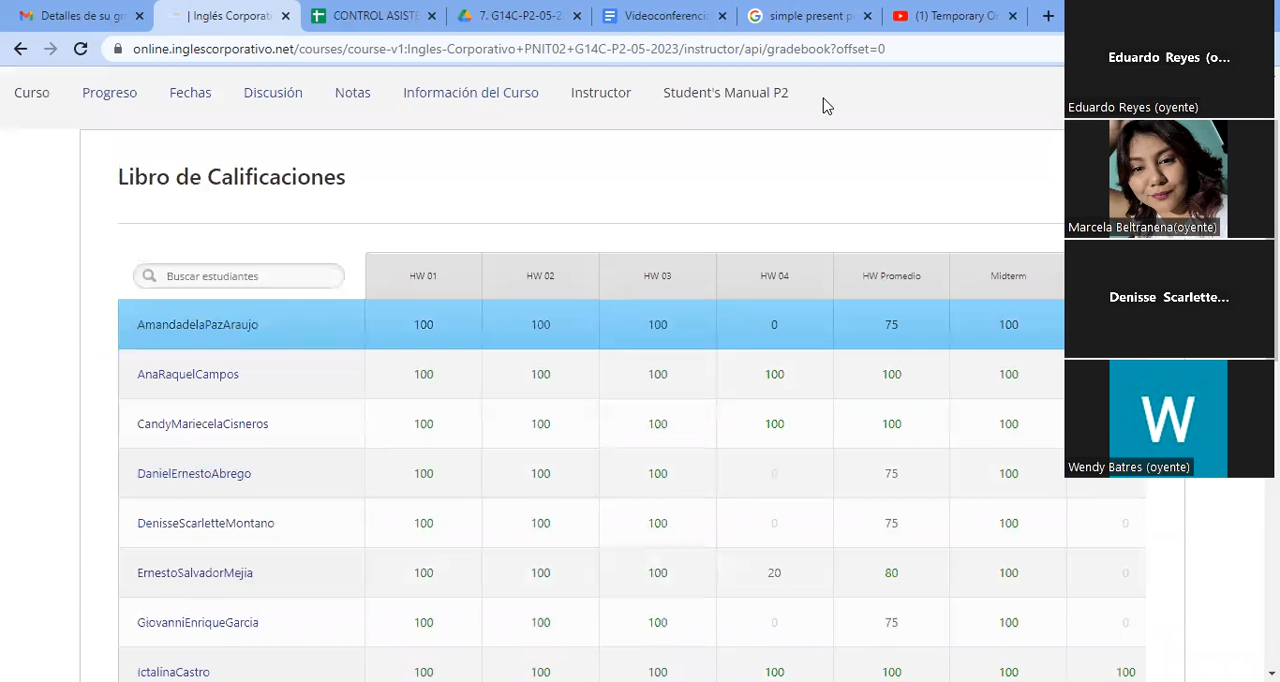 Detalles de su gr
Inglés Corporati
CONTROL ASIST
7. G14C-P2-05-2
Videoconferenci
simple present p
(1) Temporary O
online.inglescorporativo.net/courses/course-v1:Ingles-Corporativo+PNIT02+G14C-P2-05-2023/instructor/api/gradebook?offset=0
Curso Progreso Fechas Discusión Notas Información del Curso Instructor Student's Manual P2
Libro de Calificaciones
Buscar estudiantes HW 01 HW 02 HW 03 HW 04 HW Promedio Midterm
AmandadelaPazAraujo 100 100 100 0 75 100
AnaRaquelCampos 100 100 100 100 100 100
CandyMariecelaCisneros 100 100 100 100 100 100
DanielErnestoAbrego 100 100 100 0 75 100
DenisseScarletteMontano 100 100 100 0 75 100 0
ErnestoSalvadorMejia 100 100 100 20 80 100 0
GiovanniEnriqueGarcia 100 100 100 0 75 100 0
IctalinaCastro 100 100 100 100 100 100 100
Eduardo Reyes (o...
Eduardo Reyes (oyente)
Marcela Beltranena(oyente)
Denisse Scarlette...
W
Wendy Batres (oyente)